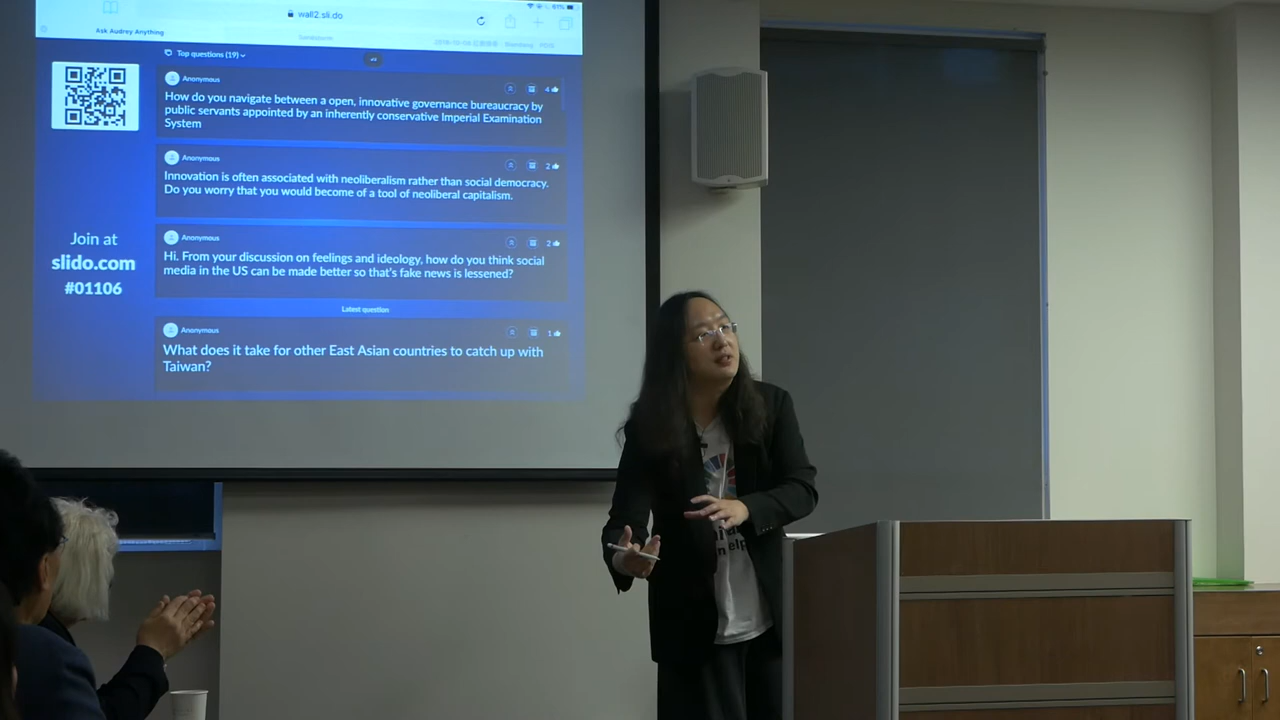 61%
wall2.sli.do
Ask Audrey Anything
Top questions (19)
Anonymous
4
How do you navigate between a open, innovative governance bureaucracy by
public servants appointed by an inherently conservative Imperial Examination
System
Anonymous
2
Innovation is often associated with neoliberalism rather than social democracy.
Do you worry that you would become of a tool of neoliberal capitalism.
Anonymous
2
Hi. From your discussion on feelings and ideology, how do you think social
media in the US can be made better so that's fake news is lessened?
Latest question
Anonymous
1
What does it take for other East Asian countries to catch up with
Taiwan?
Join at
slido.com
#01106